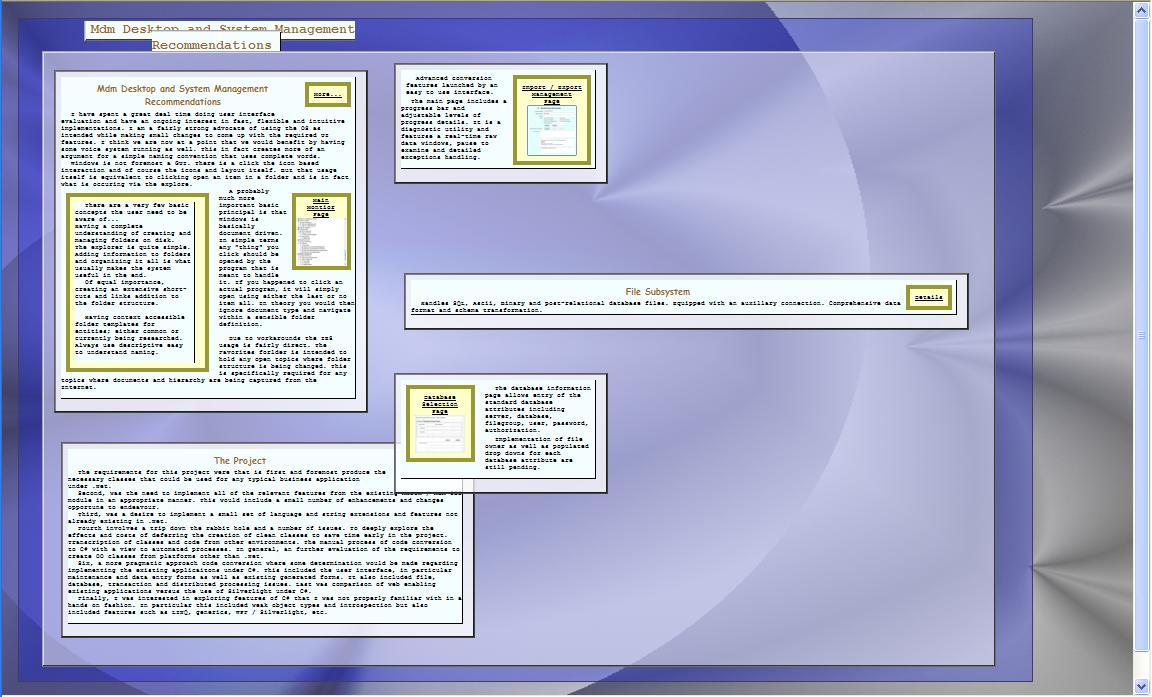 Mdm Desktop and System Management
Recommendations
Mdm Desktop and System Management
Recommendations
More...
I have spent a great deal time doing user interface
evaluation and have an ongoing interest in fast, flexible and intuitive
implementations. I am a fairly strong advocate of using the OS as
intended while making small changes to come up with the required
features. I think we are now at a point that we would benefit by having
some voice system running as well. This in fact creates more of an
argument for a simple naming convention that uses complete words.
Windows is not foremost a GUI. There is a click the icon based
interaction and of course the icons and layout itself. But that usage
itself is equivalent to clicking open an item in a folder and is in fact
what is occuring via the explore.
There are a very few basic
concepts the user need to be
aware of...
Having a complete
understanding of creating and
managing folders on disk.
The explorer is quite simple.
Adding information to folders
and organizing it all is what
usually makes the system
useful in the end.
Of equal importance,
creating an extensive short-
cuts and links addition to
the folder structure.
Having context accessible
folder templates for
entities; either common or
currently being researched.
Always use descriptive easy
to understand naming.
A probably
much more
important basic
principal is that
windows is
basically
document driven.
In simple terms
any "thing" you
click should be
opened by the
program that is
meant to handle
it. If you happened to click an
actual program, it will simply
open using either the last or no
item all. In theory you would then
ignore document type and navigate
within a sensible folder
definition.
Main
Montior
Page
Due to workarounds the
usage is fairly direct. The
Favorites forlder is intended to
hold any open topics where folder
structure is being changed. This
is specifically required for any
topics where documents and hierarchy are being captured from the
Internet.
Advanced conversion
features launched by an
easy to use interface.
The main page includes a
progress bar and
adjustable levels of
progress details. It is a
diagnostic utility and
features a real-time raw
data windows, pause to
examine and detailed
exceptions handling.
Import / Export
Management
Page
File Subsystem
Handles SQL, Ascii, Binary and post-relational database files. Equipped with an auxillary connection. Comprehensive data
format and schema transformation.
Details
Database
Selection
Page
The database information
page allows entry of the
standard database
attributes including
server, database,
filegroup, user, password,
authorization.
Implementation of file
owner as well as populated
drop downs for each
database attribute are
still pending.
The Project
The requirements for this project were that is first and foremost produce the
necessary classes that could be used for any typical business application
under .Net.
Second, was the need to implement all of the relevant features from the existing
module in an appropriate manner. This would include a small number of enhancements and changes
opportune to endeavour.
Third, was a desire to implement a small set of language and string extensions and features not
already existing in .Net.
Fourth involves a trip down the rabbit hole and a number of issues. To deeply explore the
effects and costs of deferring the creation of clean classes to save time early in the project.
Transcription of classes and code from other environments. The manual process of code conversion
to C# with a view to automated processes. In general, an further evaluation of the requirements to
create OO classes from platforms other than .Net.
Six, a more pragmatic approach code conversion where some determination would be made regarding
implementing the existing applicaitons under C#. This included the user interface, in particular
maintenance and data entry forms as well as existing generated forms. It also included file,
database, transaction and distributed processing issues. Last was comparison of web enabling
existing applications versus the use of Silverlight under C#.
Finally, I was interested in exploring features of C# that I was not properly familiar with in a
hands on fashion. In particular this included weak object types and introspection but also
included features such as LINQ, generics, WPF / Silverlight, etc.